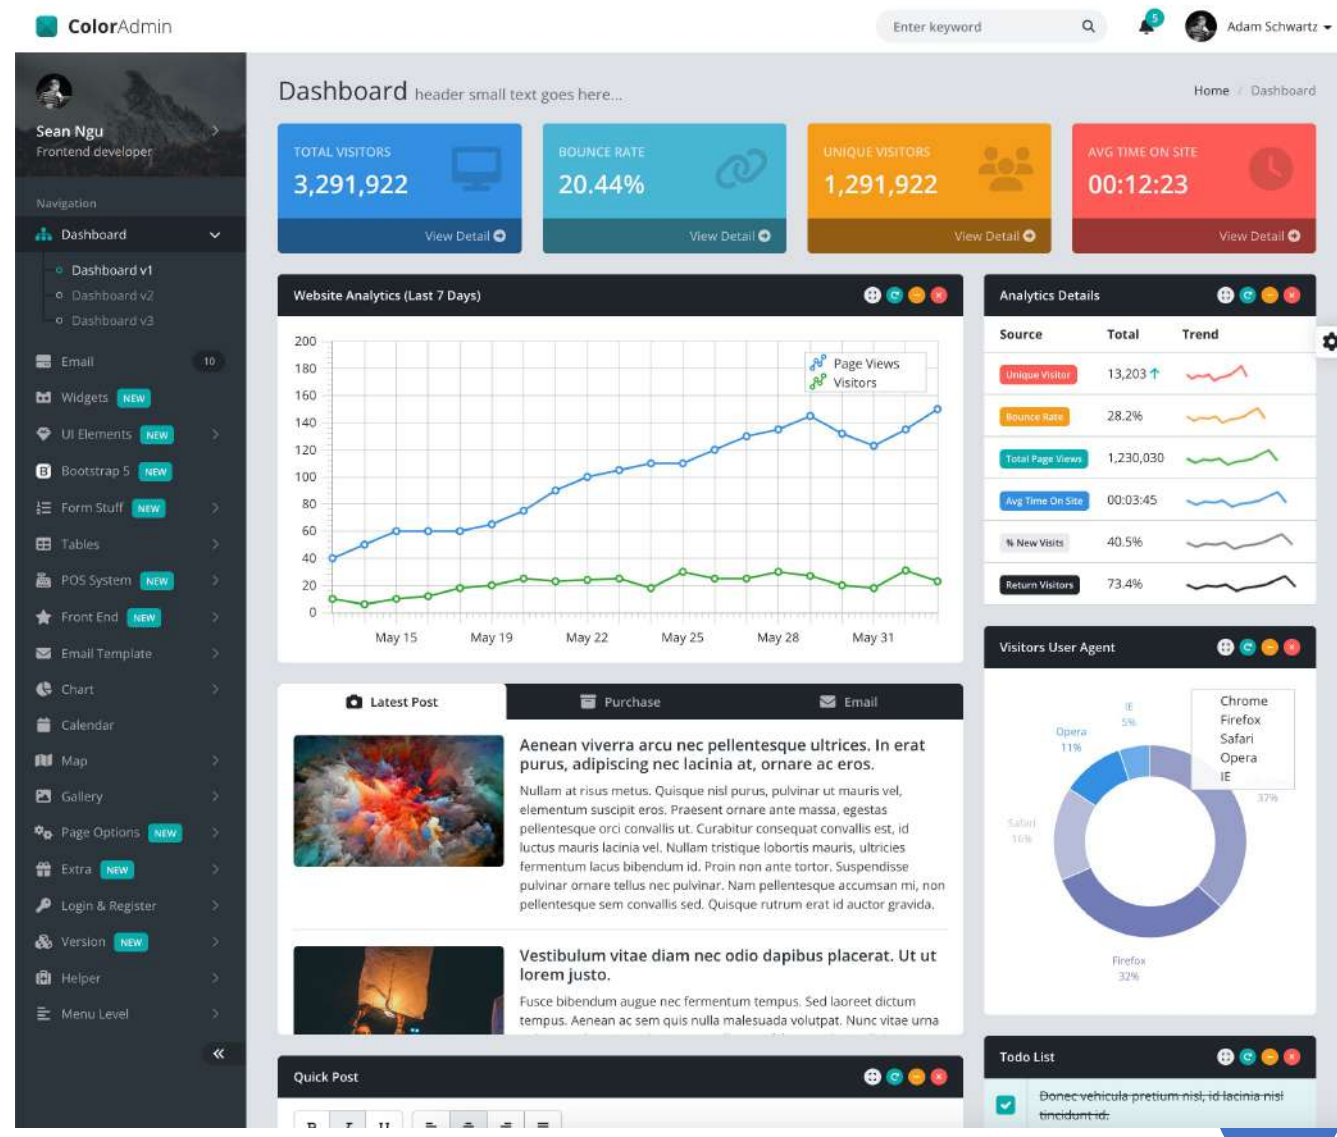 ColorAdmin
Enter keyword
5
Adam Schwartz
Sean Ngu
Frontend developer
Navigation
Dashboard
Dashboard v1
Dashboard v2
Dashboard v3
Email 10
Widgets NEW
UI Elements NEW
Bootstrap 5 NEW
Form Stuff NEW
Tables
POS System NEW
Front End NEW
Email Template
Chart
Calendar
Map
Gallery
Page Options NEW
Extra NEW
Login & Register
Version NEW
Helper
Menu Level
Dashboard header small text goes here...
Home / Dashboard
TOTAL VISITORS
3,291,922
View Detail
BOUNCE RATE
20.44%
View Detail
UNIQUE VISITORS
1,291,922
View Detail
AVG TIME ON SITE
00:12:23
View Detail
Website Analytics (Last 7 Days)
200
180
160
140
120
100
80
60
40
20
0
Page Views
Visitors
May 15 May 19 May 22 May 25 May 28 May 31
Analytics Details
Source Total Trend
Unique Visitor 13,203
Bounce Rate 28.2%
Total Page Views 1,230,030
Avg Time On Site 00:03:45
% New Visits 40.5%
Return Visitors 73.4%
Latest Post
Purchase
Email
Aenean viverra arcu nec pellentesque ultrices. In erat
purus, adipiscing nec lacinia at, ornare ac eros.
Nullam at risus metus. Quisque nisl purus, pulvinar ut mauris vel,
elementum suscipit eros. Praesent ornare ante massa, egestas
pellentesque orci convallis ut. Curabitur consequat convallis est, id
luctus mauris lacinia vel. Nullam tristique lobortis mauris, ultricies
fermentum lacus bibendum id. Proin non ante tortor. Suspendisse
pulvinar ornare tellus nec pulvinar. Nam pellentesque accumsan mi, non
pellentesque sem convallis sed. Quisque rutrum erat id auctor gravida.
Vestibulum vitae diam nec odio dapibus placerat. Ut ut
lorem justo.
Fusce bibendum augue nec fermentum tempus. Sed laoreet dictum
tempus. Aenean ac sem quis nulla malesuada volutpat. Nunc vitae urna
Visitors User Agent
Chrome
Firefox
Safari
Opera
IE
IE
5%
Opera
11%
37%
Safari
16%
Firefox
32%
Quick Post
B I U
Todo List
Donec vehicula pretium nisl, id lacinia nisl
tincidunt id.